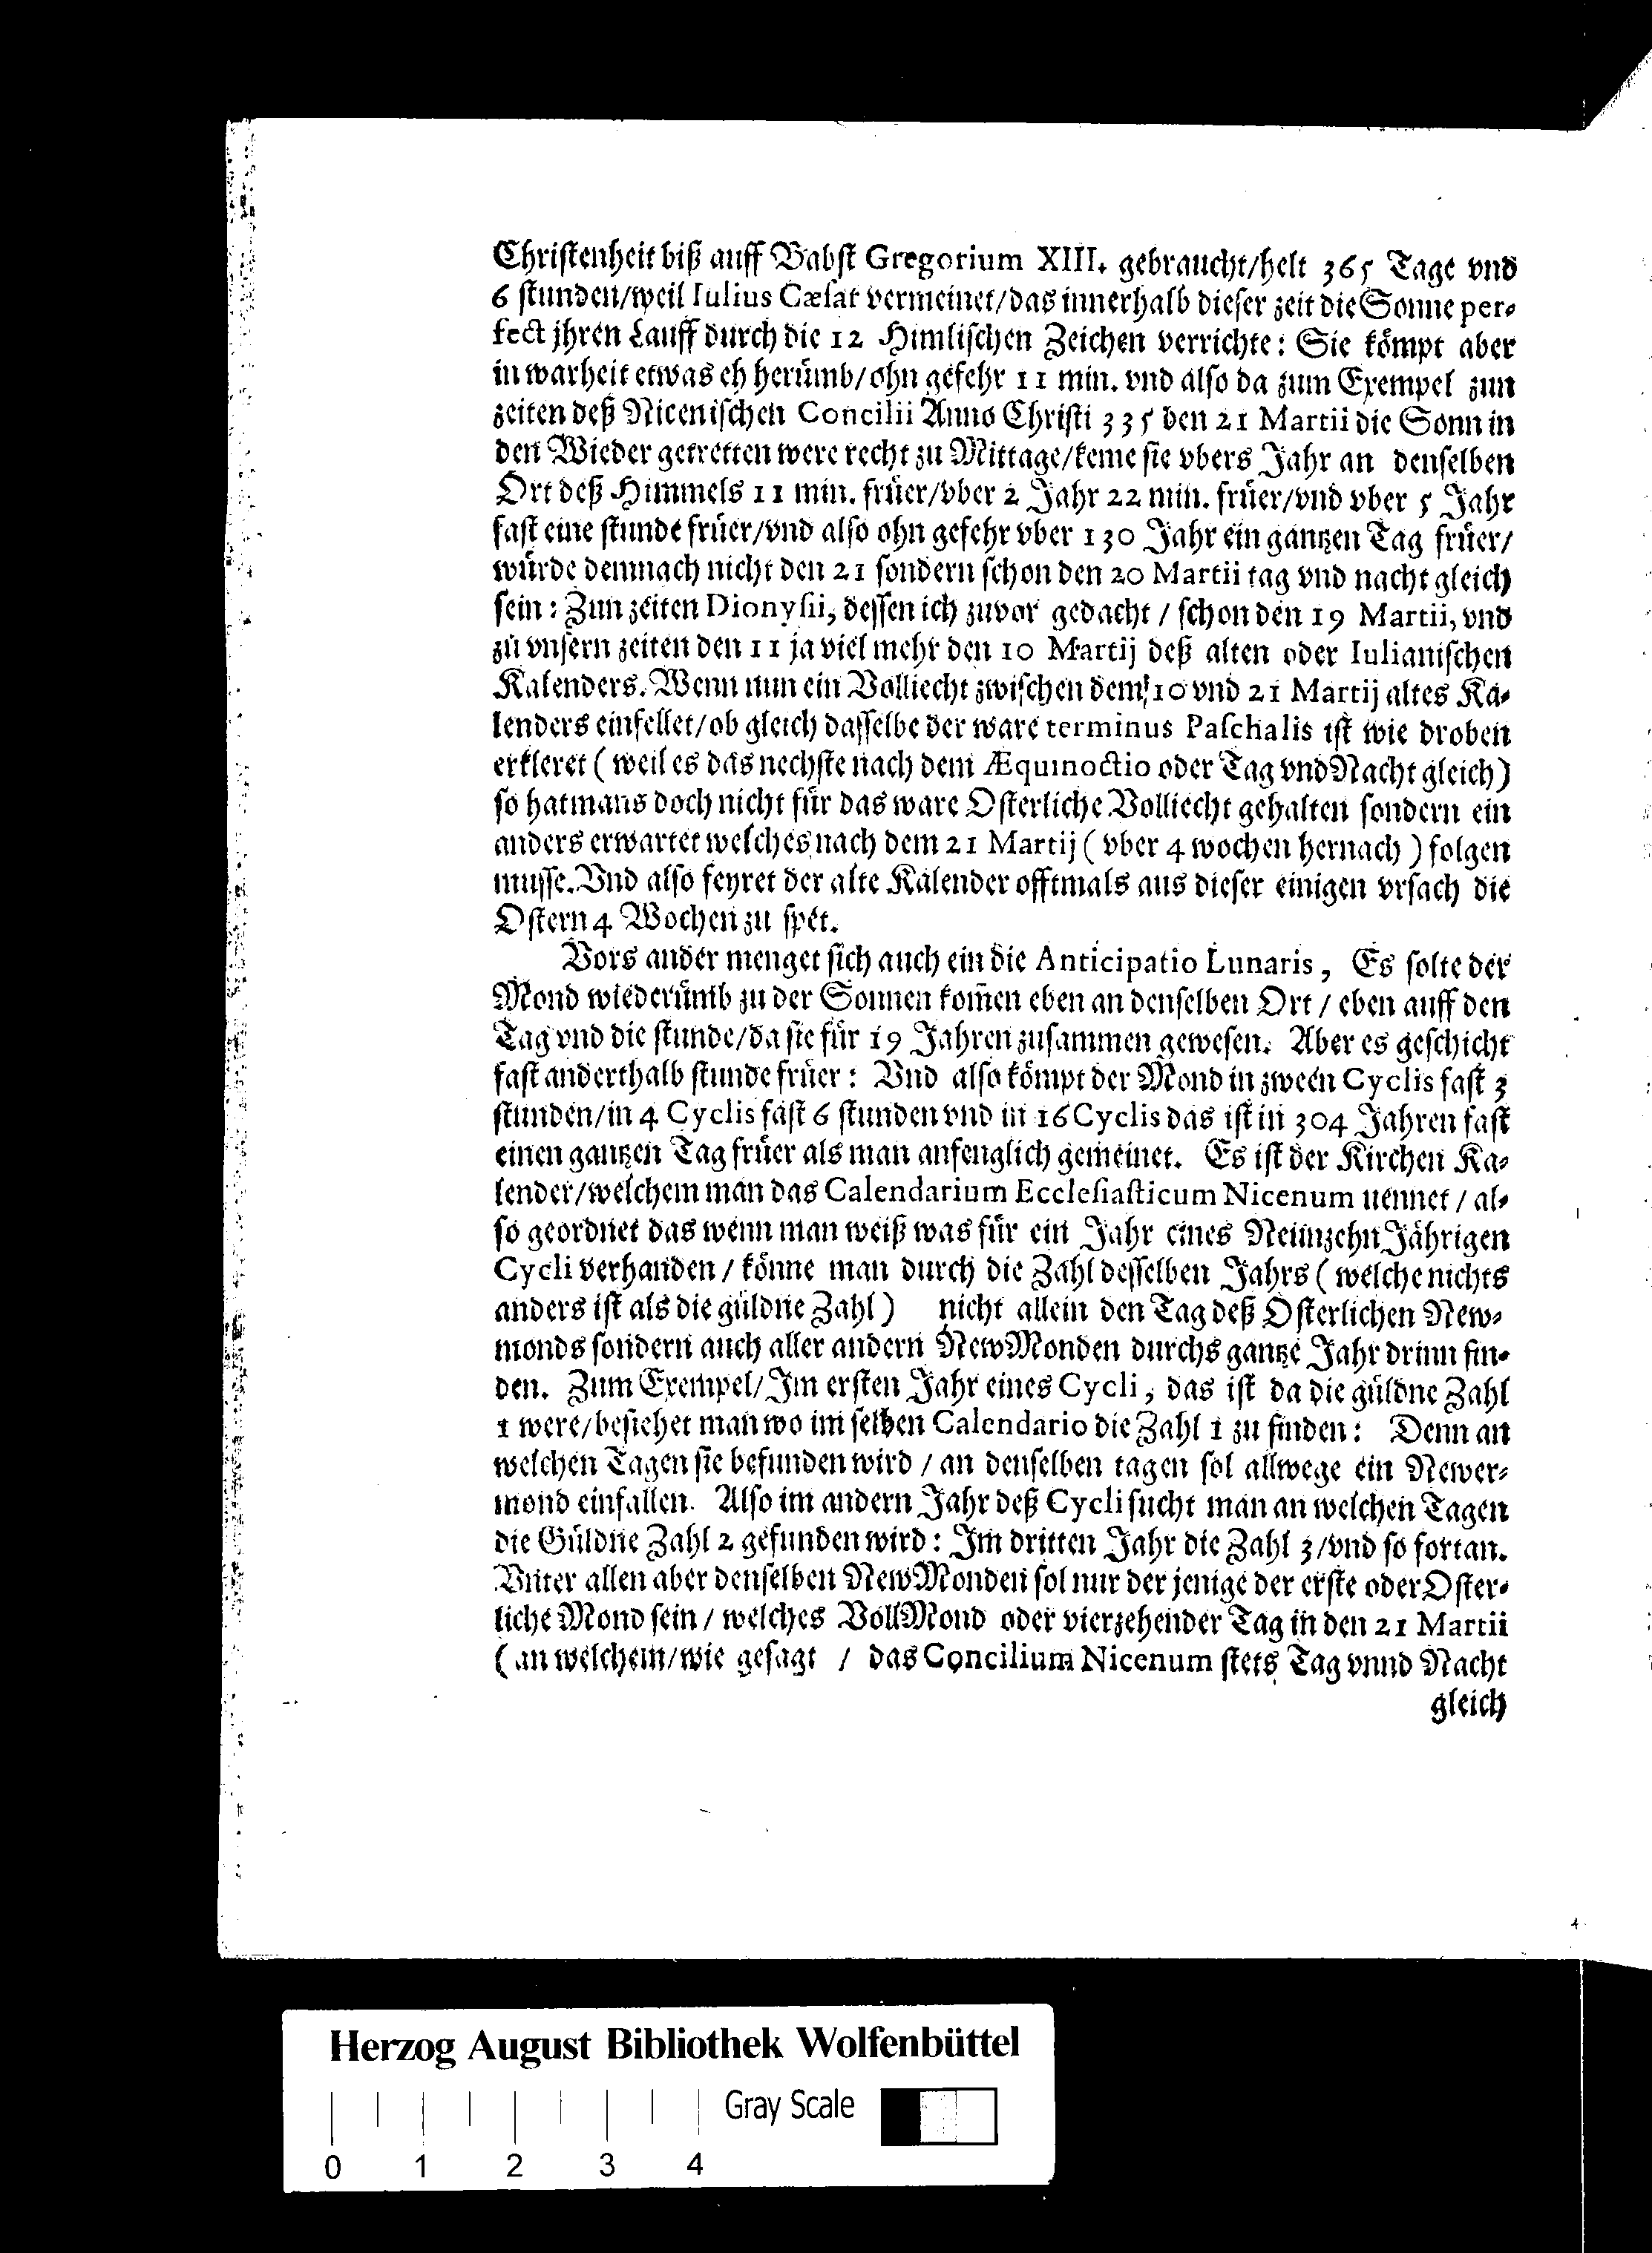 Christenheit biß auff Babst Gregorium XIII. gebraucht/helt 365 Tage vnd
6 stunden/weil Iulius Cæsar vermeinet/das innerhalb dieser zeit die Sonne per-
fect jhren Lauff durch die 12 Himlischen Zeichen verrichte: Sie kömpt aber
in warheit etwas eh herümb/ohn gefehr 11 min. vnd also da zum Exempel zun
zeiten deß Nicenischen Concilii Anno Christi 335 den 21 Martii die Sonn in
den Wieder getretten were recht zu Mittage/keme sie vbers Jahr an denselben
Ort deß Himmels 11 min. früer/vber 2 Jahr 22 min. früer/vnd vber 5 Jahr
fast eine stunde früer/vnd also ohn gefehr vber 130 Jahr ein gantzen Tag früer/
würde demnach nicht den 21 sondern schon den 20 Martii tag vnd nacht gleich
sein: Zun zeiten Dionysii, dessen ich zuvor gedacht / schon den 19 Martii, vnd
zu vnsern zeiten den 11 ja viel mehr den 10 Martij deß alten oder Iulianischen
Kalenders. Wenn nun ein Volliecht zwischen dem 10 vnd 21 Martij altes Ka-
lenders einfellet/ob gleich dasselbe der ware terminus Paschalis ist wie droben
erkleret ( weil es das nechste nach dem Æquinoctio oder Tag vnd Nacht gleich)
so hat mans doch nicht für das ware Osterliche Volliecht gehalten sondern ein
anders erwartet welches nach dem 21 Martij ( vber 4 wochen hernach ) folgen
musse. Vnd also feyret der alte Kalender offtmals aus dieser einigen vrsach die
Ostern 4 Wochen zu spet.
Vors ander menget sich auch ein die Anticipatio Lunaris, Es solte der
Mond wiederümb zu der Sonnen kom̃en eben an denselben Ort / eben auff den
Tag vnd die stunde/da sie für 19 Jahren zusammen gewesen. Aber es geschicht
fast anderthalb stunde früer: Vnd also kömpt der Mond in zween Cyclis fast 3
stunden/in 4 Cyclis fast 6 stunden vnd in 16 Cyclis das ist in 304 Jahren fast
einen gantzen Tag früer als man anfenglich gemeinet. Es ist der Kirchen Ka-
lender/welchem man das Calendarium Ecclesiasticum Nicenum nennet / al-
so geordnet das wenn man weiß was für ein Jahr eines Neunzehn Jährigen
Cycli verhanden / könne man durch die Zahl desselben Jahrs ( welche nichts
anders ist als die güldne Zahl ) nicht allein den Tag deß Osterlichen New-
monds sondern auch aller andern NewMonden durchs gantze Jahr drinn fin-
den. Zum Exempel/Im ersten Jahr eines Cycli, das ist da die güldne Zahl
1 were/besiehet man wo im selben Calendario die Zahl 1 zu finden: Denn an
welchen Tagen sie befunden wird / an denselben tagen sol allwege ein Newer-
mond einfallen. Also im andern Jahr deß Cycli sucht man an welchen Tagen
die Güldne Zahl 2 gefunden wird: Im dritten Jahr die Zahl 3/vnd so fortan.
Vnter allen aber denselben NewMonden sol nur der jenige der erste oder Oster-
liche Mond sein / welches VollMond oder vierzehender Tag in den 21 Martii
( an welchem/wie gesagt / das Concilium Nicenum stets Tag vnnd Nacht
gleich
Herzog August Bibliothek Wolfenbüttel
Gray Scale
0 1 2 3 4